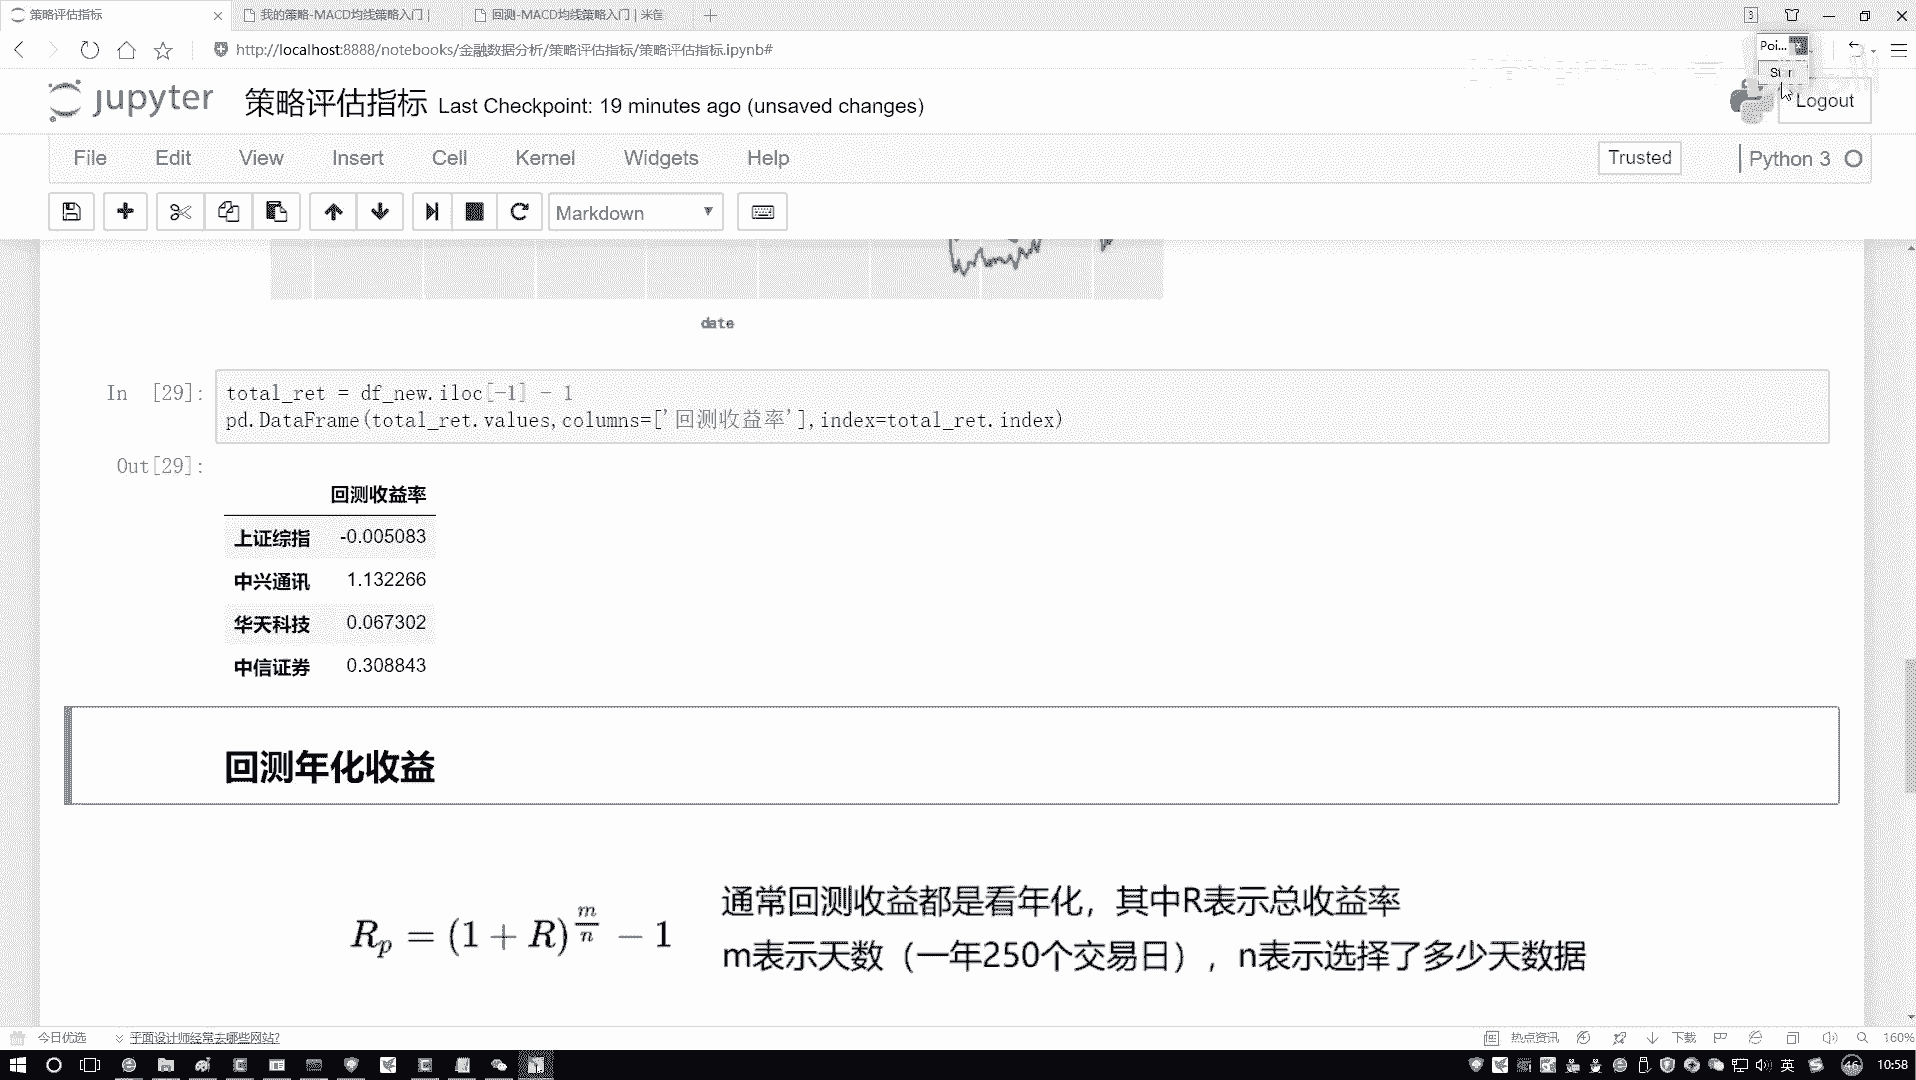 策略评估指标
我的策略-MACD均线策略入门 |
回测-MACD均线策略入门 | 米筐
3
http://localhost:8888/notebooks/金融数据分析/策略评估指标/策略评估指标.ipynb#
Poi...
jupyter 策略评估指标 Last Checkpoint: 19 minutes ago (unsaved changes)
Logout
File Edit View Insert Cell Kernel Widgets Help
Trusted
Python 3
Markdown
date
In [29]:
total_ret = df_new.iloc[-1] - 1
pd.DataFrame(total_ret.values,columns=['回测收益率'],index=total_ret.index)
Out[29]:
回测收益率
上证综指 -0.005083
中兴通讯 1.132266
华天科技 0.067302
中信证券 0.308843
回测年化收益
R_p = (1 + R)^{m/n} - 1
通常回测收益都是看年化，其中R表示总收益率
m表示天数（一年250个交易日），n表示选择了多少天数据
今日优选
平面设计师经常去哪些网站?
热点资讯
下载
160%
英
46
10:58